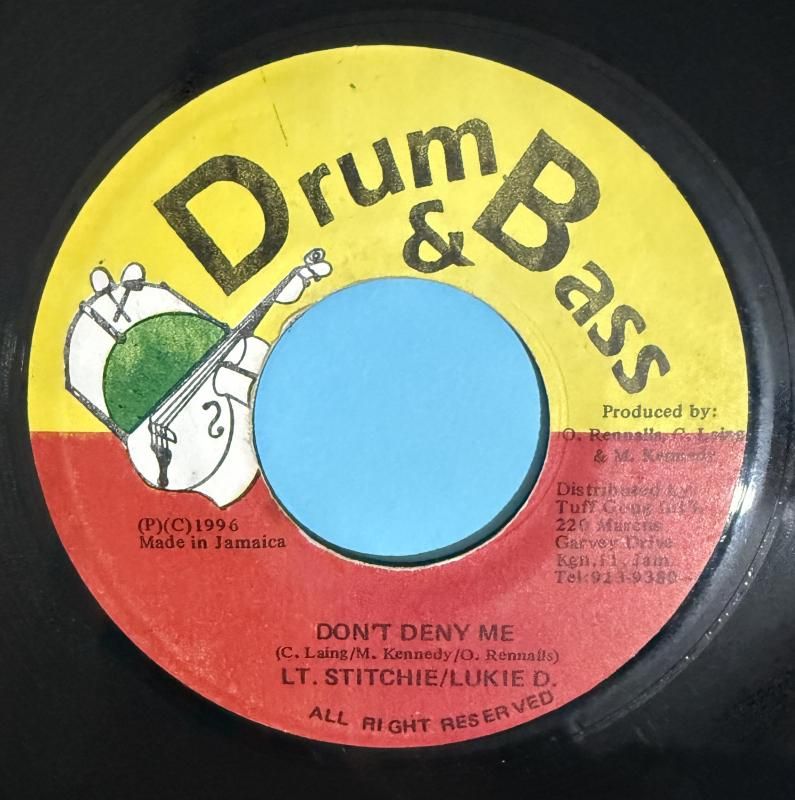 Drum
& Bass
Produced by:
O. Rennalls, C. Laing
& M. Kennedy
Distributed by:
Tuff Gong Int'l.
220 Marcus
Garvey Drive
Kgn. 11, Jam.
Tel: 923-9380-
(P)(C)1996
Made in Jamaica
DON'T DENY ME
(C. Laing/M. Kennedy/O. Rennalls)
LT. STITCHIE/LUKIE D.
ALL RIGHT RESERVED